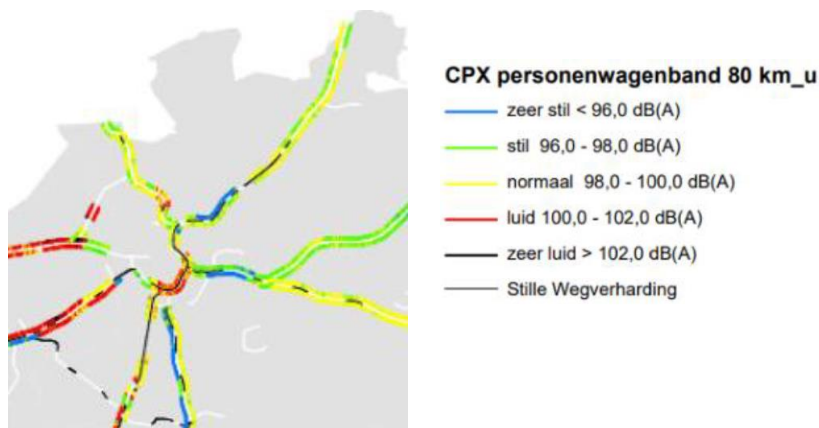 CPX personenwagenband 80 km_u
zeer stil < 96,0 dB(A)
stil 96,0 - 98,0 dB(A)
normaal 98,0 - 100,0 dB(A)
luid 100,0 - 102,0 dB(A)
zeer luid > 102,0 dB(A)
Stille Wegverharding